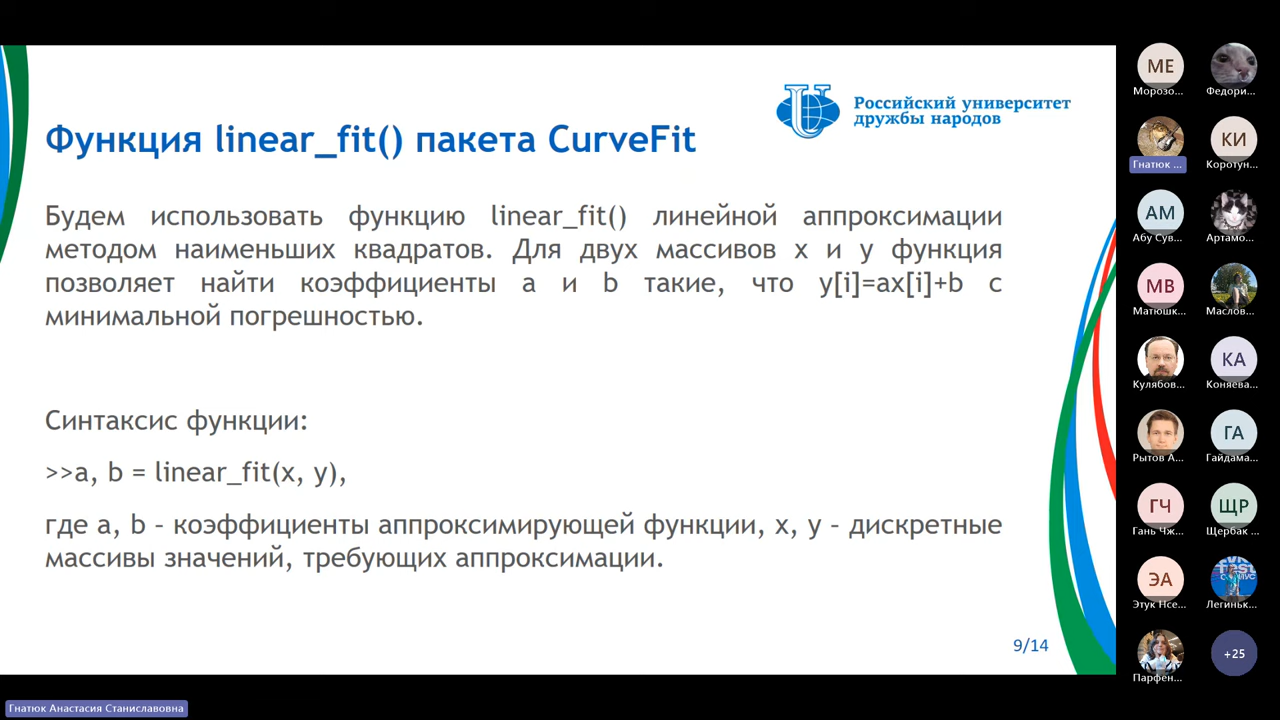 Российский университет
дружбы народов
Функция linear_fit() пакета CurveFit
Будем использовать функцию linear_fit() линейной аппроксимации
методом наименьших квадратов. Для двух массивов x и y функция
позволяет найти коэффициенты a и b такие, что y[i]=ax[i]+b с
минимальной погрешностью.
Синтаксис функции:
>>a, b = linear_fit(x, y),
где a, b – коэффициенты аппроксимирующей функции, x, y – дискретные
массивы значений, требующих аппроксимации.
9/14
МЕ
Морозо...
Федори...
Гнатюк ...
КИ
Коротун...
АМ
Абу Сув...
Артамо...
МВ
Матюшк...
Маслов...
Кулябов...
КА
Коняева...
Рытов А...
ГА
Гайдама...
ГЧ
Гань Чж...
ЩР
Щербак ...
ЭА
Этук Нсе...
Легиньк...
Парфен...
+25
Гнатюк Анастасия Станиславовна